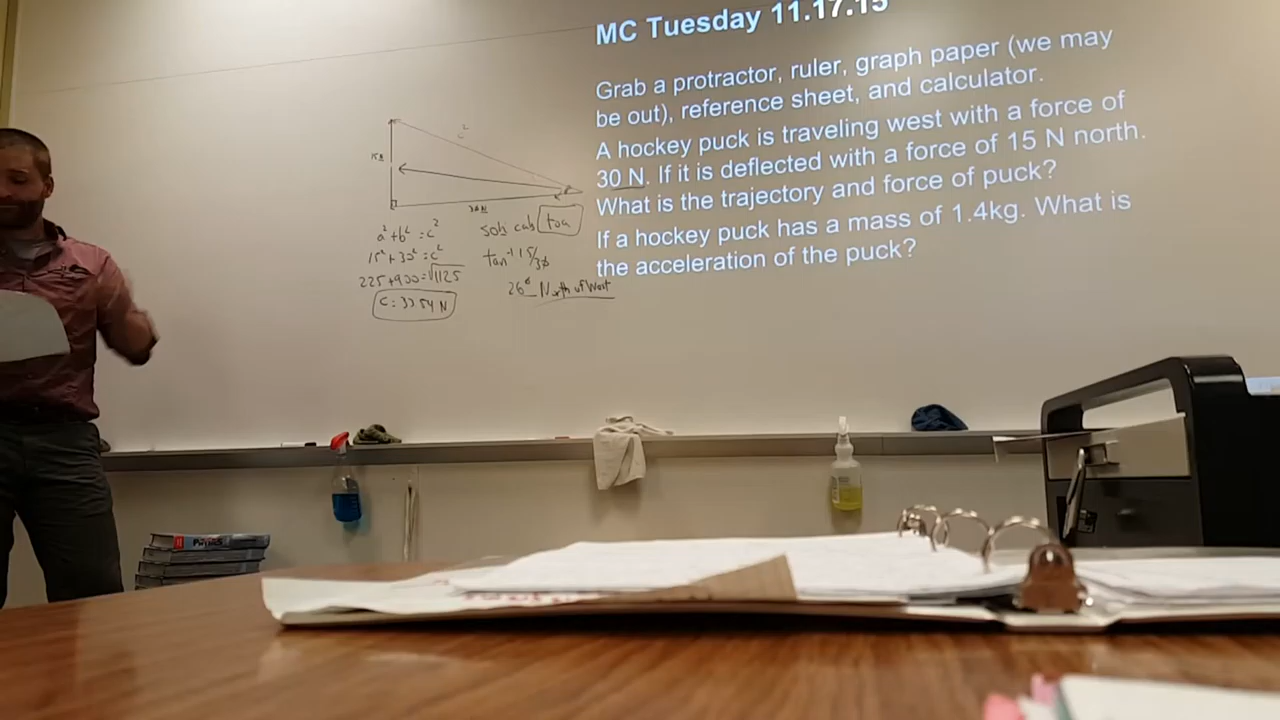 MC Tuesday 11.17.15
Grab a protractor, ruler, graph paper (we may
be out), reference sheet, and calculator.
A hockey puck is traveling west with a force of
30 N. If it is deflected with a force of 15 N north.
What is the trajectory and force of puck?
If a hockey puck has a mass of 1.4kg. What is
the acceleration of the puck?
c²
15N
30N
a² + b² = c²
15² + 30² = c²
225 + 900 = √1125
C = 33.54 N
soh cah toa
tan⁻¹ 15/30
26° North of West
PHYSICS